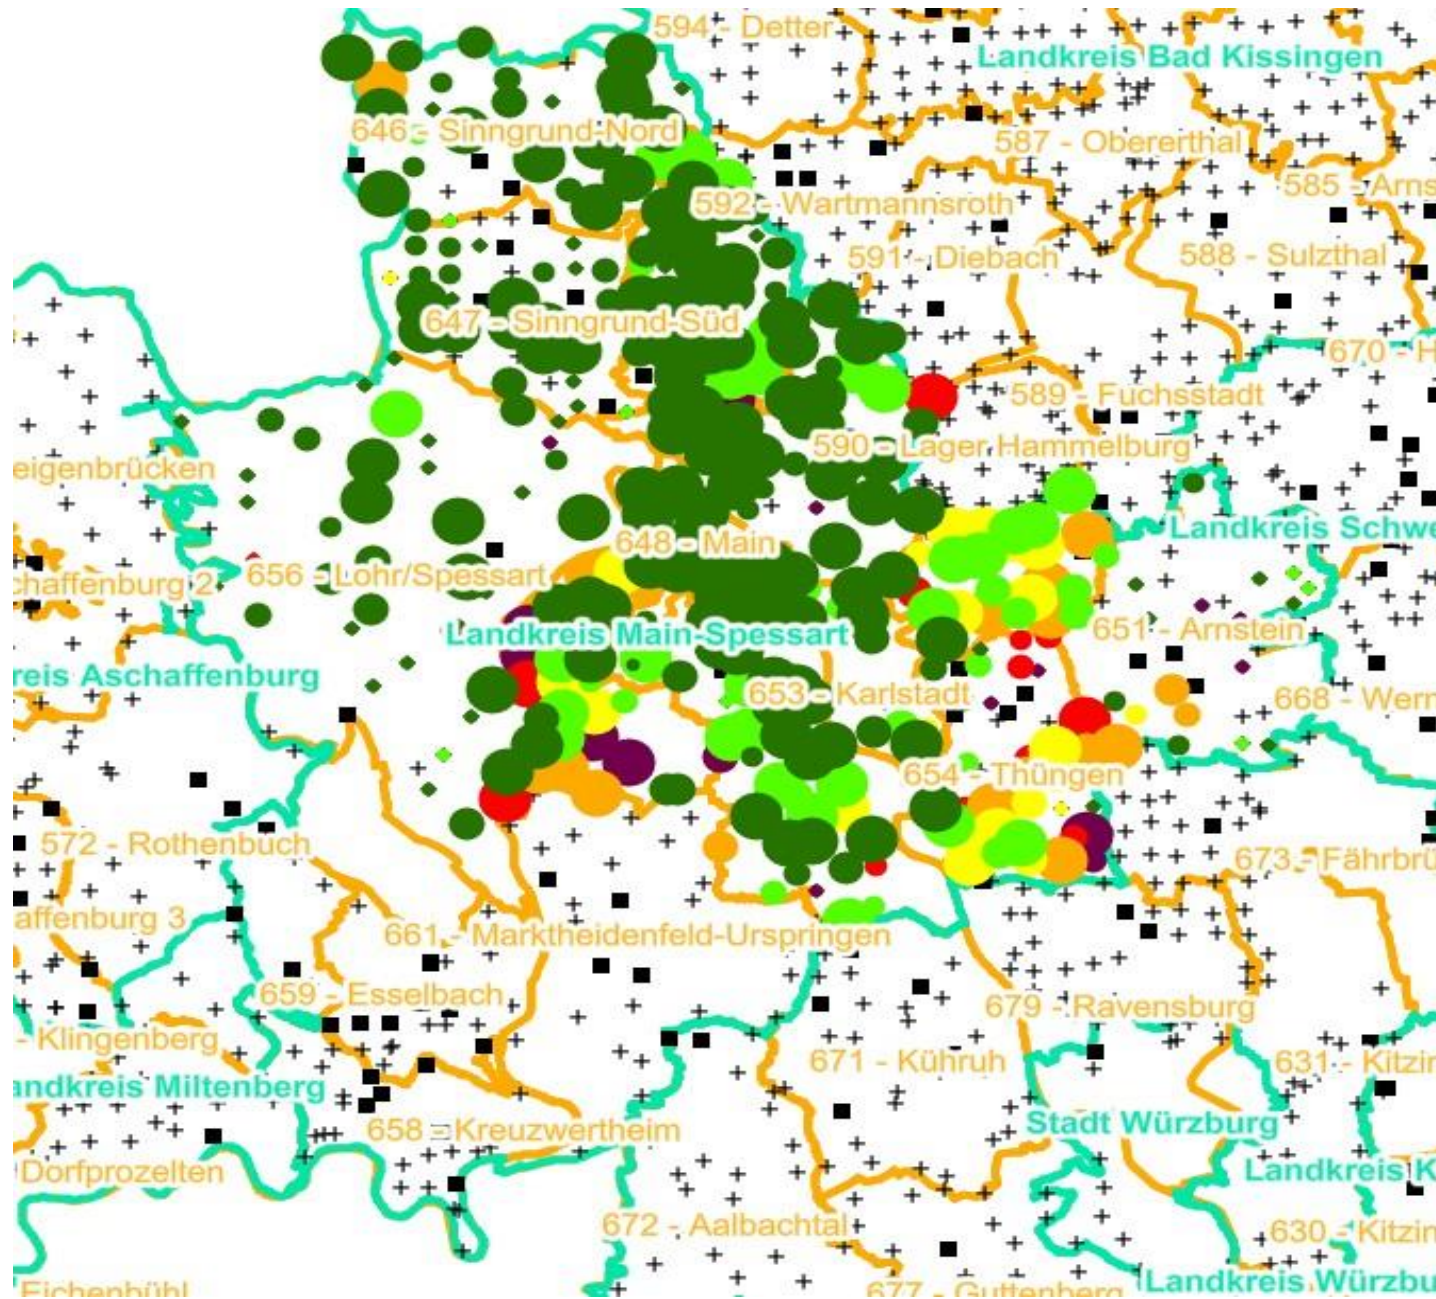 594 - Detter
Landkreis Bad Kissingen
646 - Sinngrund-Nord
587 - Oberethal
585 - Arns
592 - Wartmannsroth
591 - Diebach
588 - Sulzthal
647 - Sinngrund-Süd
670 - H
589 - Fuchsstadt
590 - Lager Hammelburg
eigenbrücken
Landkreis Schwe
648 - Main
656 - Lohr/Spessart
chaffenburg 2
Landkreis Main-Spessart
651 - Arnstein
reis Aschaffenburg
653 - Karlstadt
668 - Wern
654 - Thüngen
572 - Rothenbuch
673 - Fährbrü
affenburg 3
661 - Marktheidenfeld-Urspringen
659 - Esselbach
679 - Ravensburg
- Klingenberg
671 - Kühruh
631 - Kitzin
andkreis Miltenberg
Stadt Würzburg
658 - Kreuzwertheim
Dorfprozelten
Landkreis K
672 - Aalbachtal
630 - Kitzin
Eichenbühl
677 - Guttenberg
Landkreis Würzbu